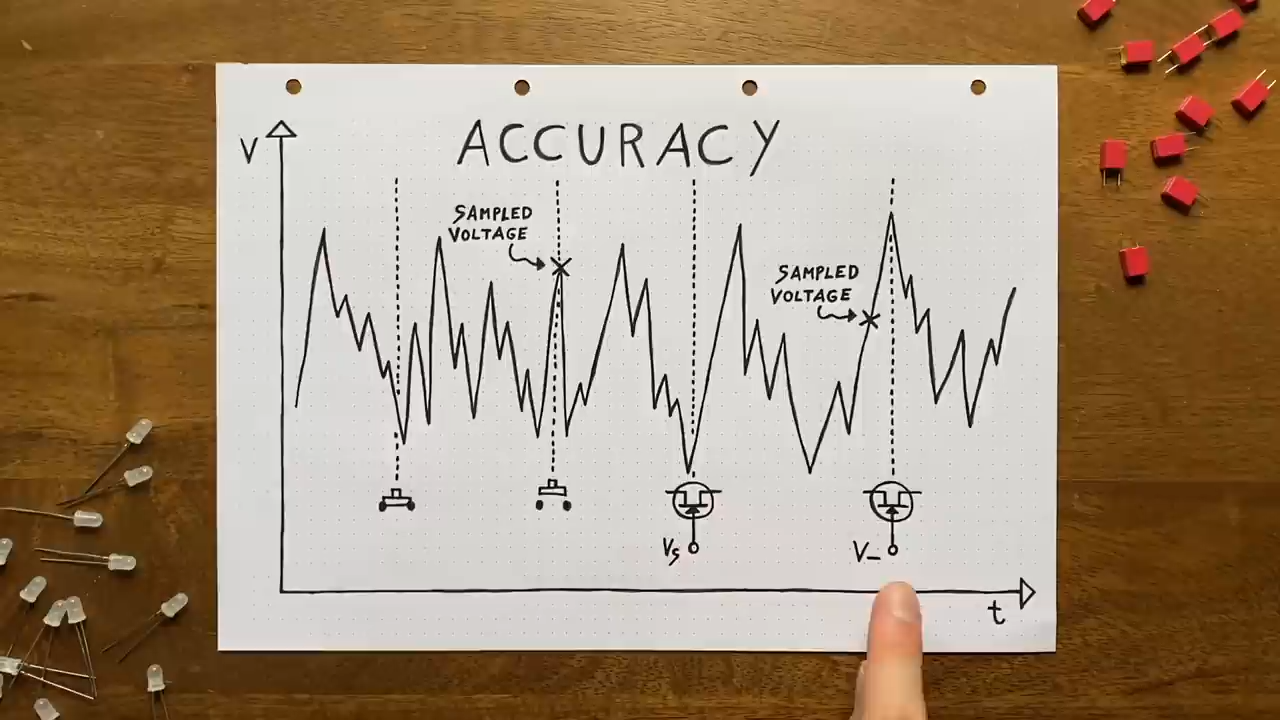 ACCURACY
V
SAMPLED
VOLTAGE
SAMPLED
VOLTAGE
VS
V-
t